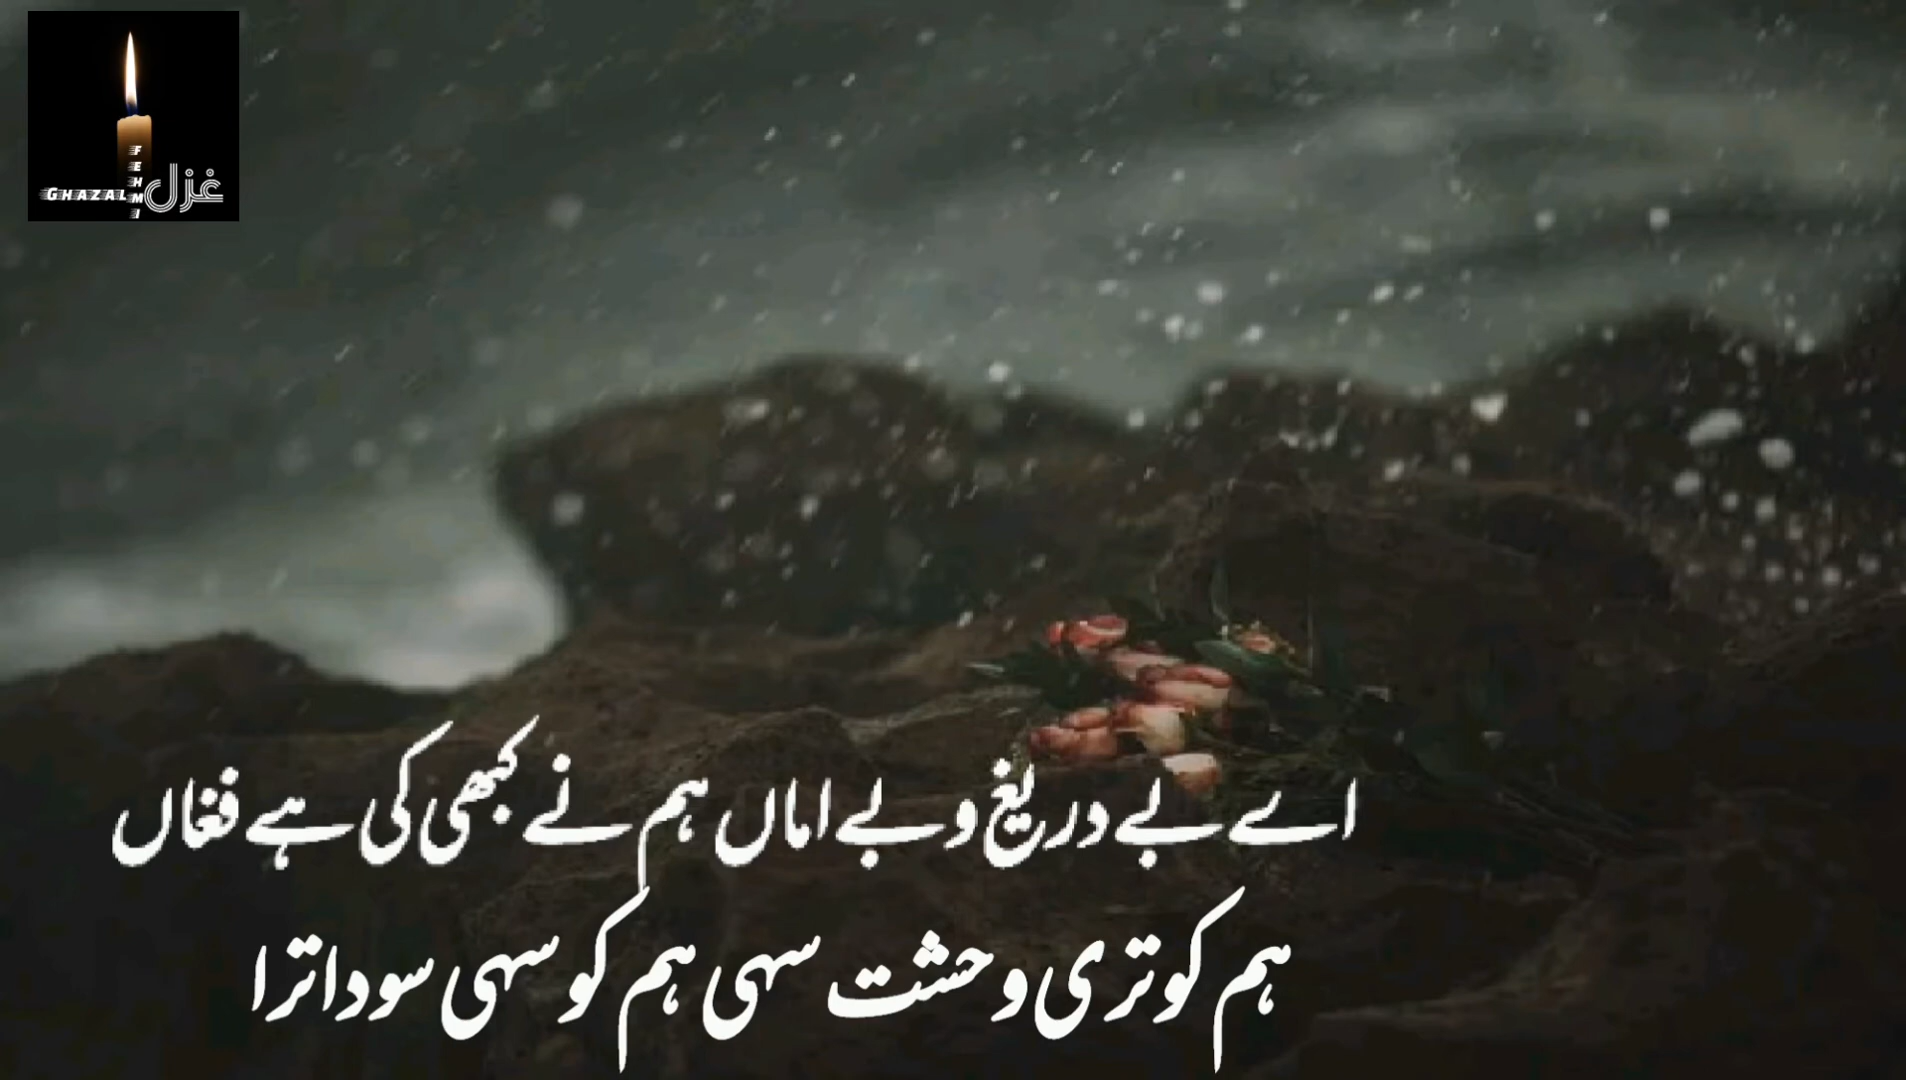 GHAZAL
FEHMI
غزل
اے بے دریغ و بے اماں ہم نے کبھی کی ہے فغاں
ہم کو تری وحشت سہی ہم کو سہی سودا ترا